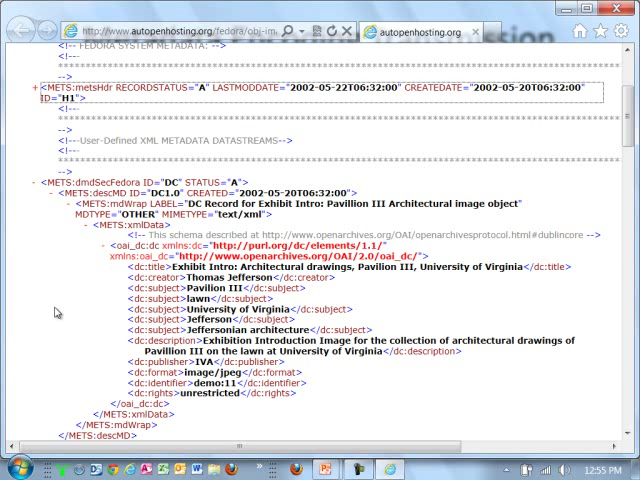 http://www.autopenhosting.org/fedora/obj-im
autopenhosting.org
<!-- FEDORA SYSTEM METADATA: -->
<!--
-->
+ <METS:metsHdr RECORDSTATUS="A" LASTMODDATE="2002-05-22T06:32:00" CREATEDATE="2002-05-20T06:32:00"
ID="H1">
<!--
-->
<!--User-Defined XML METADATA DATASTREAMS-->
<!--
-->
- <METS:dmdSecFedora ID="DC" STATUS="A">
- <METS:descMD ID="DC1.0" CREATED="2002-05-20T06:32:00">
- <METS:mdWrap LABEL="DC Record for Exhibit Intro: Pavillion III Architectural image object"
MDTYPE="OTHER" MIMETYPE="text/xml">
- <METS:xmlData>
<!-- This schema described at http://www.openarchives.org/OAI/openarchivesprotocol.html#dublincore -->
- <oai_dc:dc xmlns:dc="http://purl.org/dc/elements/1.1/"
xmlns:oai_dc="http://www.openarchives.org/OAI/2.0/oai_dc/">
<dc:title>Exhibit Intro: Architectural drawings, Pavilion III, University of Virginia</dc:title>
<dc:creator>Thomas Jefferson</dc:creator>
<dc:subject>Pavilion III</dc:subject>
<dc:subject>lawn</dc:subject>
<dc:subject>University of Virginia</dc:subject>
<dc:subject>Jefferson</dc:subject>
<dc:subject>Jeffersonian architecture</dc:subject>
<dc:description>Exhibition Introduction Image for the collection of architectural drawings of
Pavillion III on the lawn at University of Virginia</dc:description>
<dc:publisher>IVA</dc:publisher>
<dc:format>image/jpeg</dc:format>
<dc:identifier>demo:11</dc:identifier>
<dc:rights>unrestricted</dc:rights>
</oai_dc:dc>
</METS:xmlData>
</METS:mdWrap>
</METS:descMD>
12:55 PM